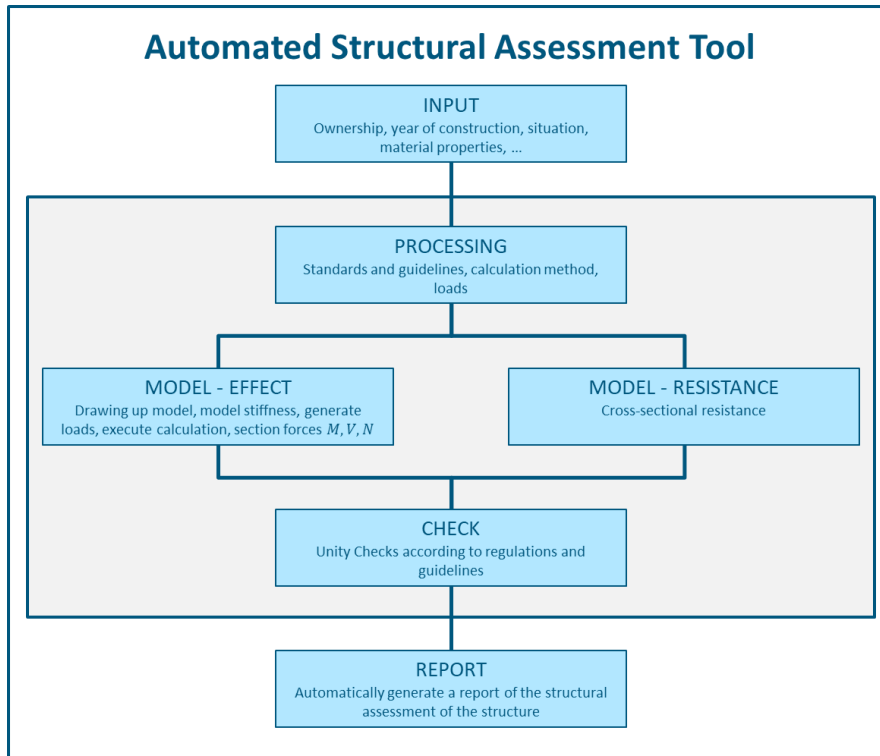 Automated Structural Assessment Tool
INPUT
Ownership, year of construction, situation,
material properties, ...
PROCESSING
Standards and guidelines, calculation method,
loads
MODEL - EFFECT
Drawing up model, model stiffness, generate
loads, execute calculation, section forces M, V, N
MODEL - RESISTANCE
Cross-sectional resistance
CHECK
Unity Checks according to regulations and
guidelines
REPORT
Automatically generate a report of the structural
assessment of the structure